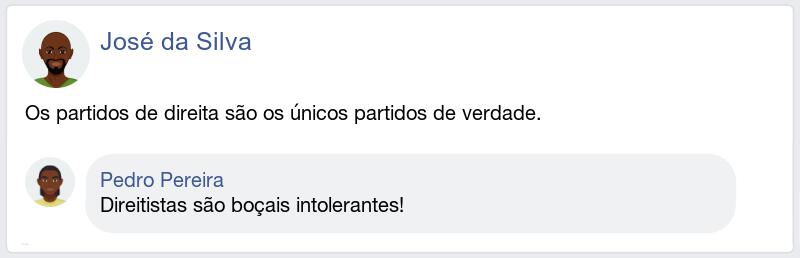 José da Silva
Os partidos de direita são os únicos partidos de verdade.
Pedro Pereira
Direitistas são boçais intolerantes!